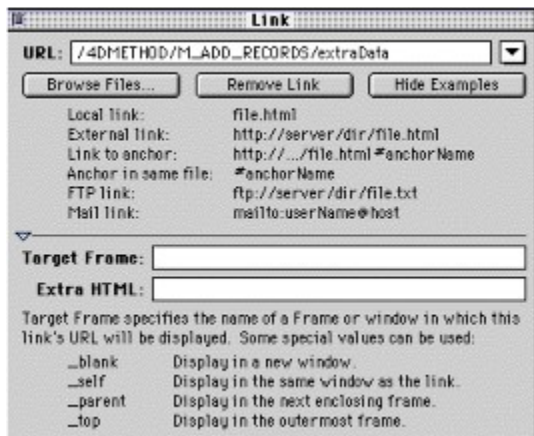 Link
URL: /4DMETHOD/M_ADD_RECORDS/extraData
Browse Files... Remove Link Hide Examples
Local link: file.html
External link: http://server/dir/file.html
Link to anchor: http://.../file.html#anchorName
Anchor in same file: #anchorName
FTP link: ftp://server/dir/file.txt
Mail link: mailto:userName@host
Target Frame:
Extra HTML:
Target Frame specifies the name of a Frame or window in which this
link's URL will be displayed. Some special values can be used:
_blank Display in a new window.
_self Display in the same window as the link.
_parent Display in the next enclosing frame.
_top Display in the outermost frame.